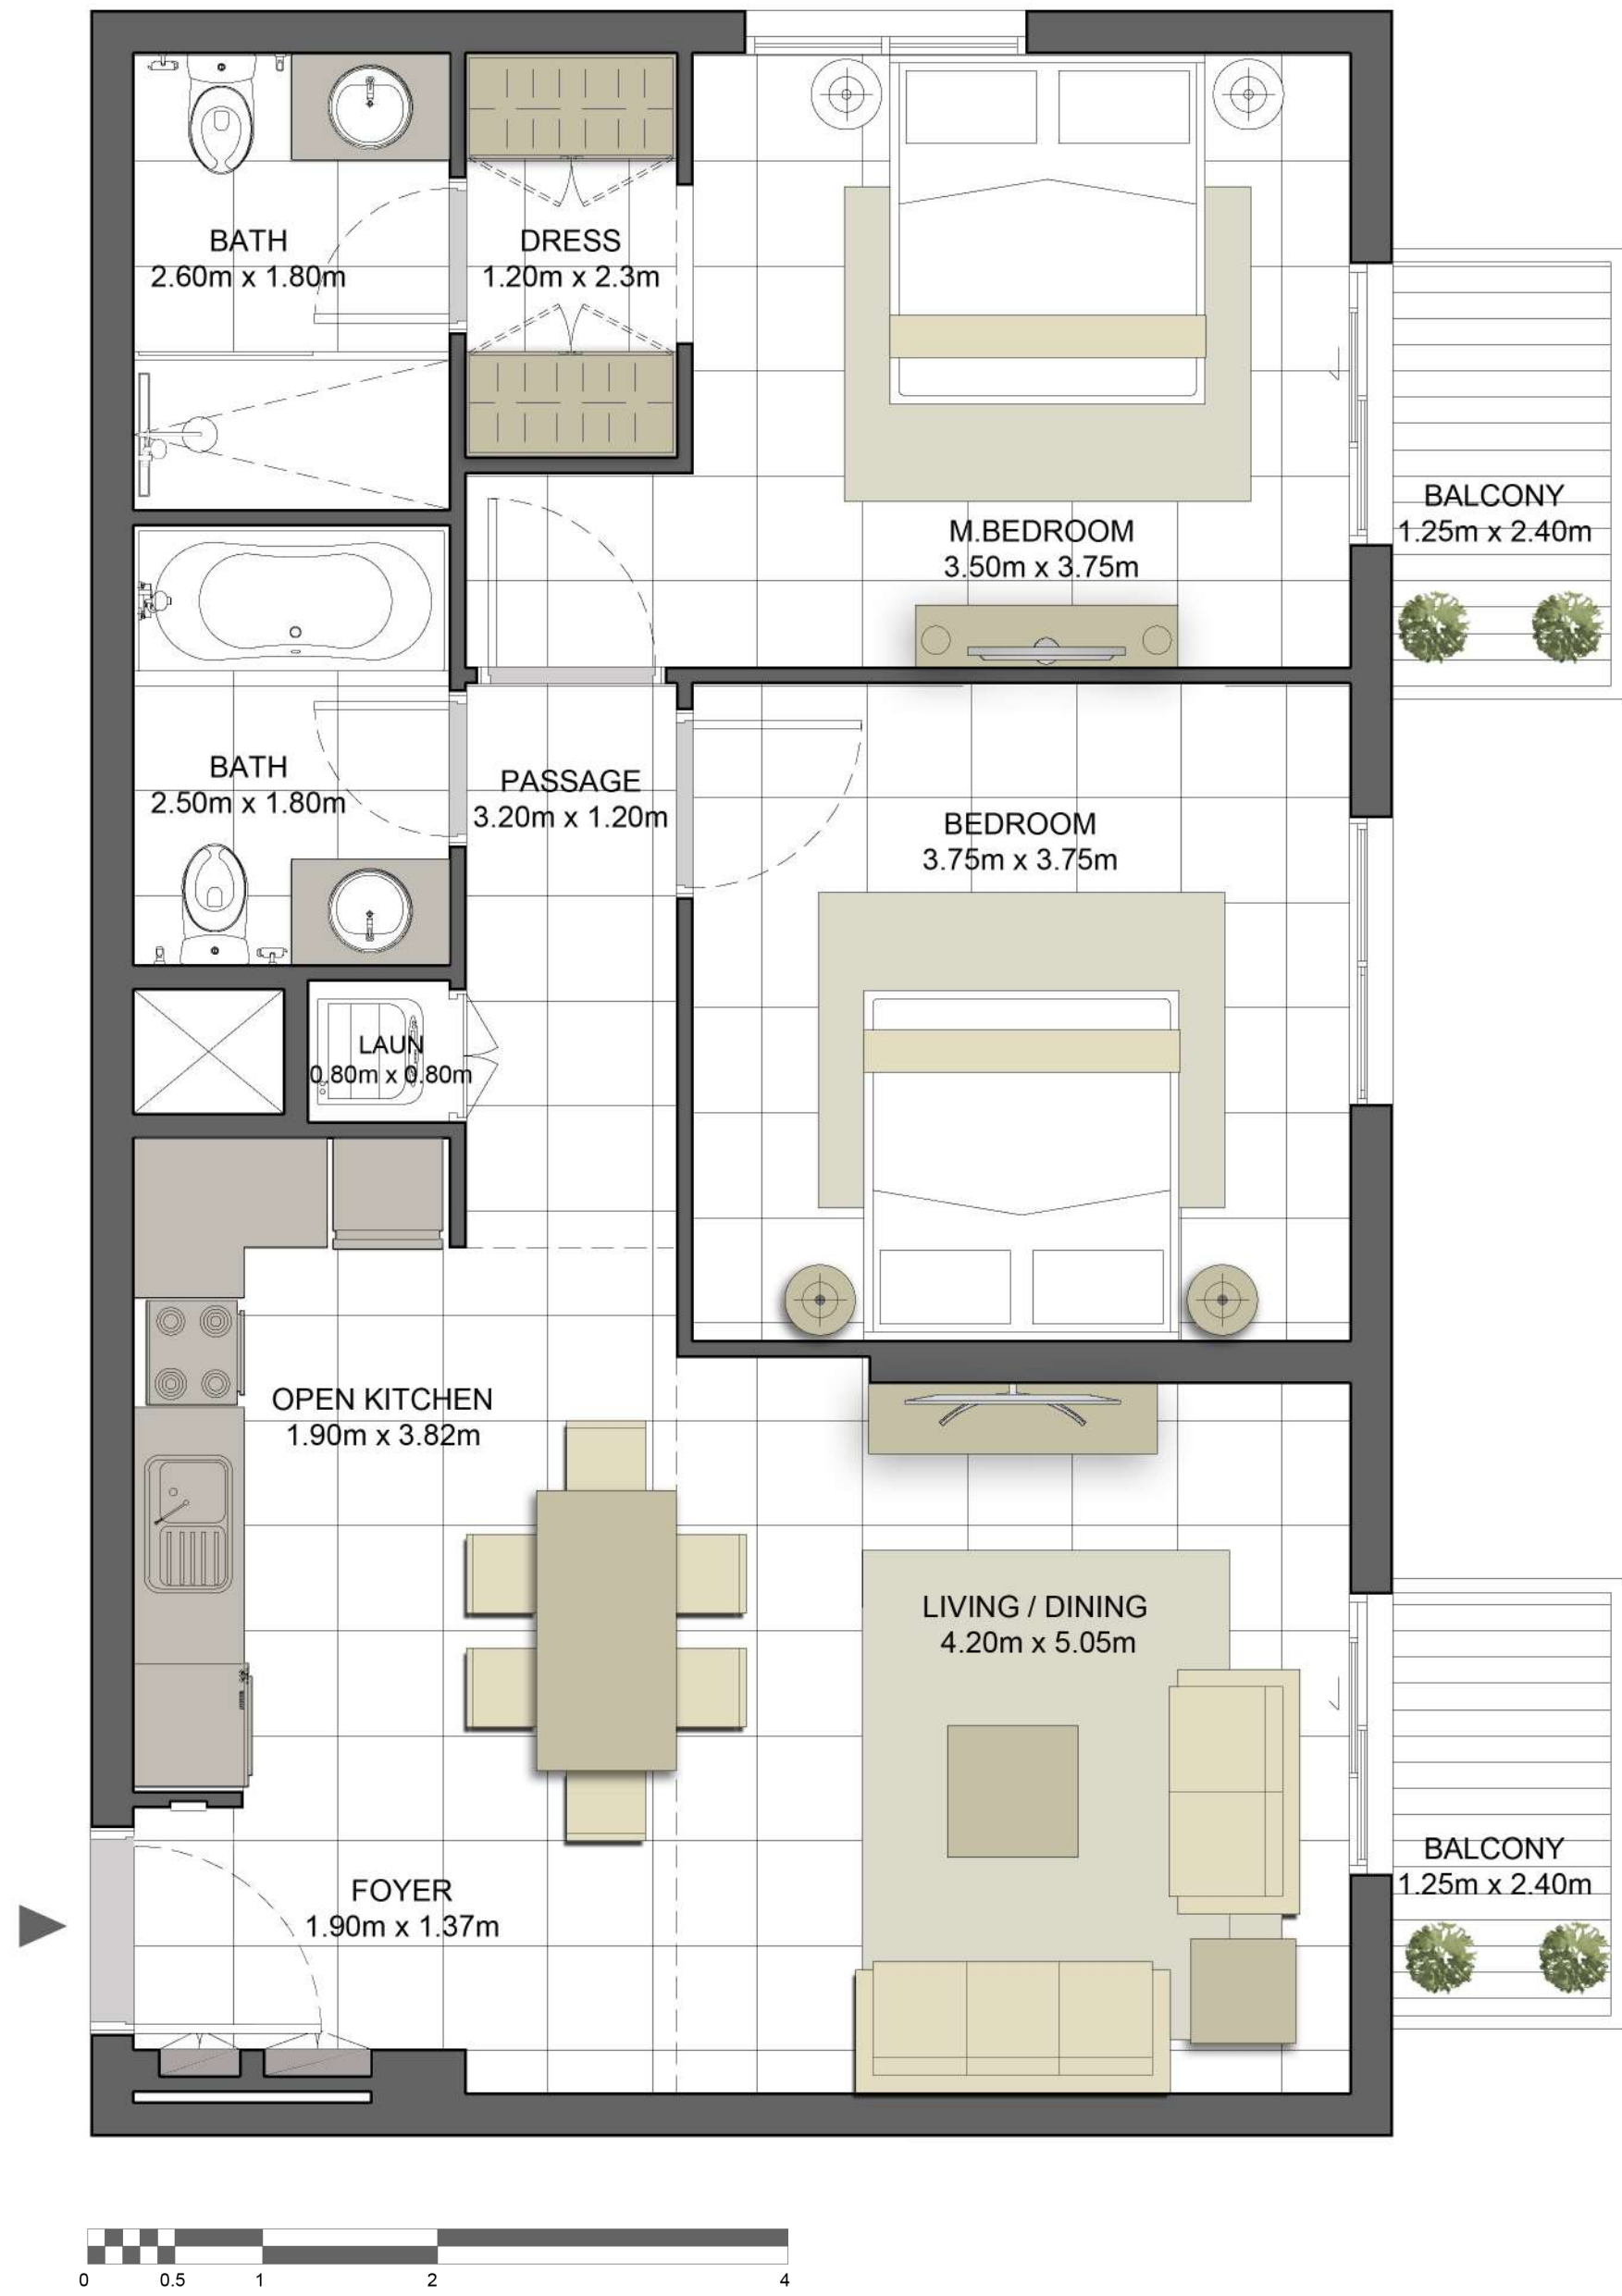 BATH
2.60m x 1.80m
DRESS
1.20m x 2.3m
M.BEDROOM
3.50m x 3.75m
BALCONY
1.25m x 2.40m
BATH
2.50m x 1.80m
PASSAGE
3.20m x 1.20m
BEDROOM
3.75m x 3.75m
LAUN
0.80m x 0.80m
OPEN KITCHEN
1.90m x 3.82m
LIVING / DINING
4.20m x 5.05m
BALCONY
1.25m x 2.40m
FOYER
1.90m x 1.37m
0 0.5 1 2 4